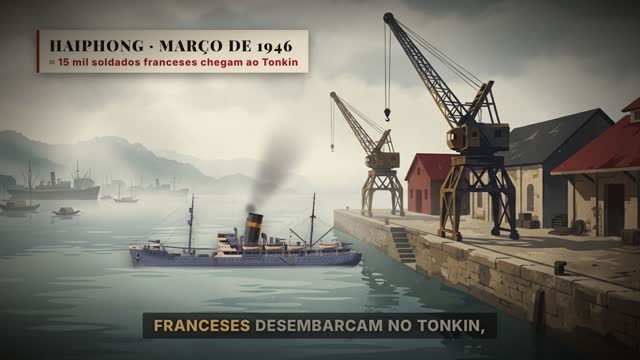 HAIPHONG · MARÇO DE 1946
≈ 15 mil soldados franceses chegam ao Tonkin
FRANCESES DESEMBARCAM NO TONKIN,